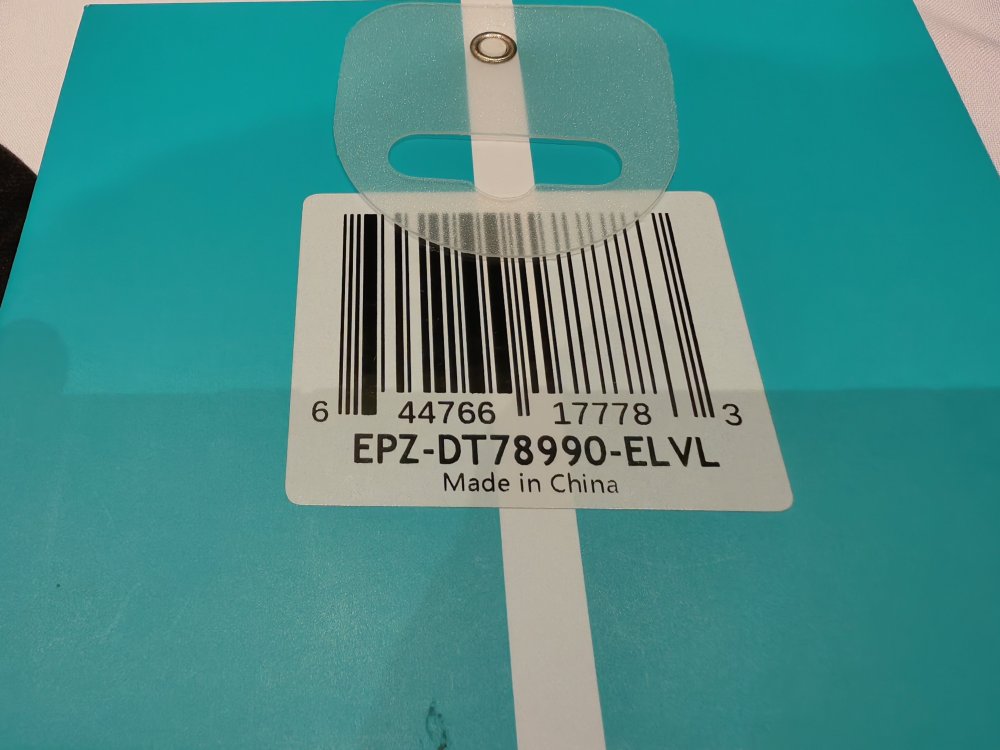 6 44766 17778 3
EPZ-DT78990-ELVL
Made in China